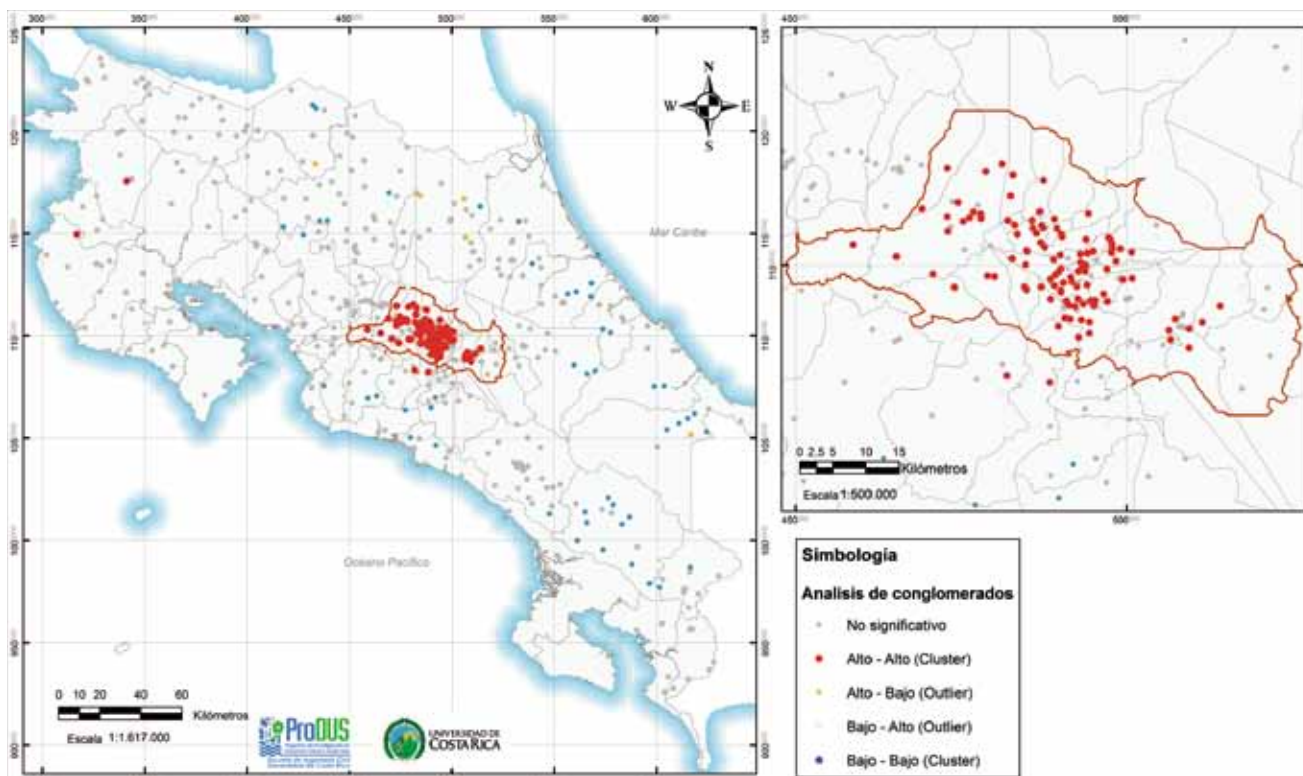 300 350 400 450 500 550 600
N
W E
S
Mar Caribe
Oceano Pacífico
0 10 20 40 60
Kilómetros
Escala 1:1.617.000
ProDUS
UNIVERSIDAD DE
COSTA RICA
450 500
0 2.5 5 10 15
Kilómetros
Escala 1:500.000
450 500
Simbología
Analisis de conglomerados
No significativo
Alto - Alto (Cluster)
Alto - Bajo (Outlier)
Bajo - Alto (Outlier)
Bajo - Bajo (Cluster)